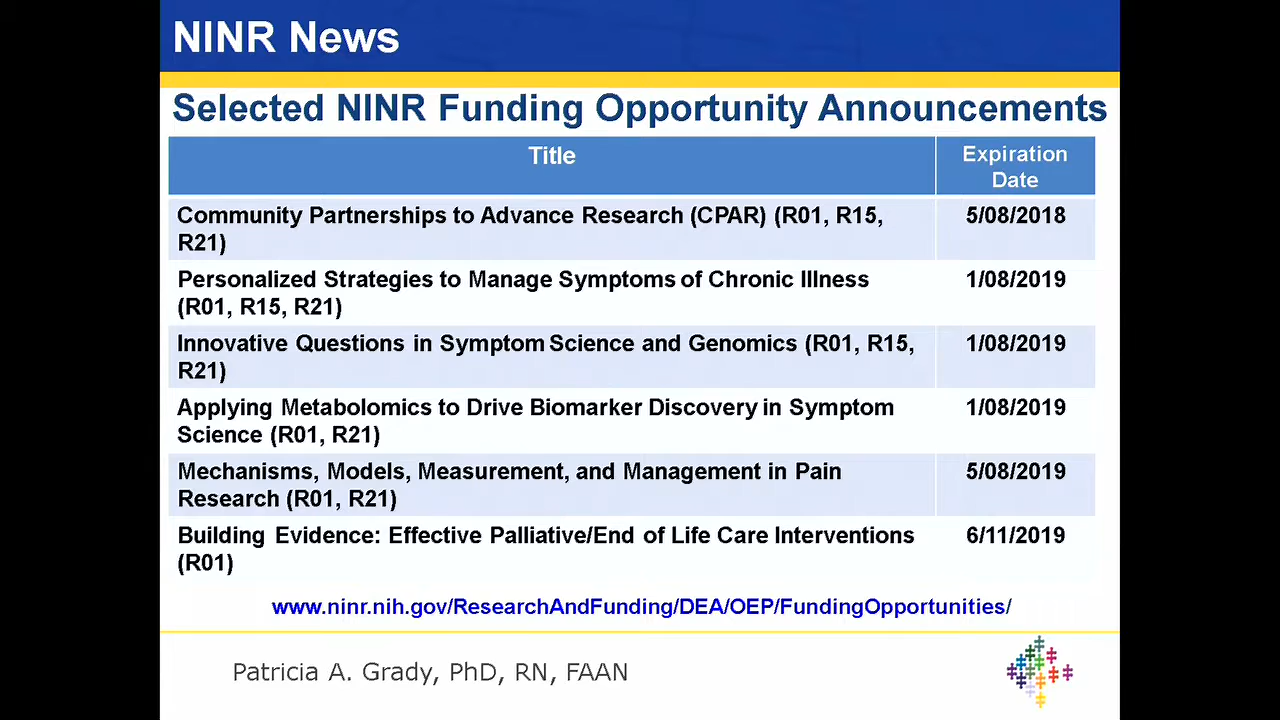 NINR News
Selected NINR Funding Opportunity Announcements
Title
Expiration
Date
Community Partnerships to Advance Research (CPAR) (R01, R15,
R21)
5/08/2018
Personalized Strategies to Manage Symptoms of Chronic Illness
(R01, R15, R21)
1/08/2019
Innovative Questions in Symptom Science and Genomics (R01, R15,
R21)
1/08/2019
Applying Metabolomics to Drive Biomarker Discovery in Symptom
Science (R01, R21)
1/08/2019
Mechanisms, Models, Measurement, and Management in Pain
Research (R01, R21)
5/08/2019
Building Evidence: Effective Palliative/End of Life Care Interventions
(R01)
6/11/2019
www.ninr.nih.gov/ResearchAndFunding/DEA/OEP/FundingOpportunities/
Patricia A. Grady, PhD, RN, FAAN